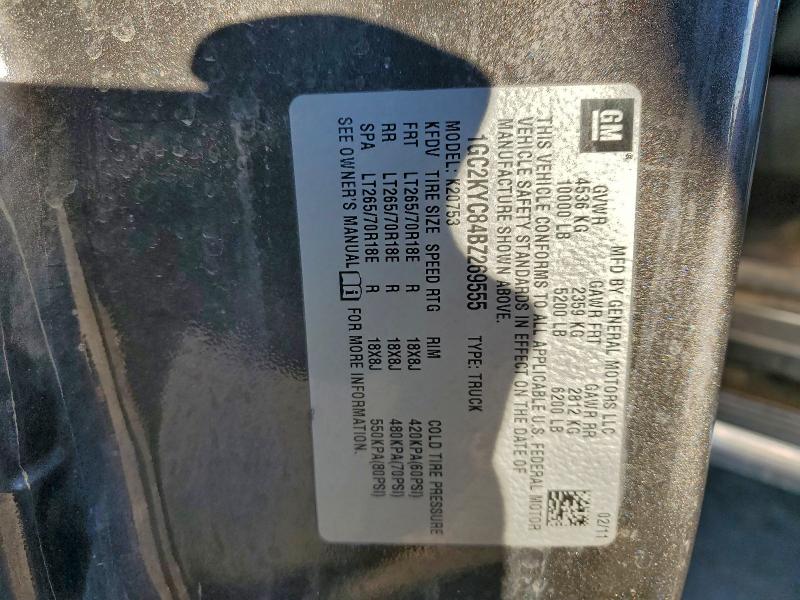 GM®
MFD BY GENERAL MOTORS LLC 02/11
GVWR GAWR FRT GAWR RR
4536 KG 2359 KG 2812 KG
10000 LB 5200 LB 6200 LB
THIS VEHICLE CONFORMS TO ALL APPLICABLE U.S. FEDERAL MOTOR
VEHICLE SAFETY STANDARDS IN EFFECT ON THE DATE OF
MANUFACTURE SHOWN ABOVE.
1GC2KYC84BZ269555 TYPE: TRUCK
MODEL: K20753
KFDV TIRE SIZE SPEED RTG RIM COLD TIRE PRESSURE
FRT LT265/70R18E R 18X8J 420KPA(60PSI)
RR LT265/70R18E R 18X8J 480KPA(70PSI)
SPA LT265/70R18E R 18X8J 550KPA(80PSI)
SEE OWNER'S MANUAL FOR MORE INFORMATION.